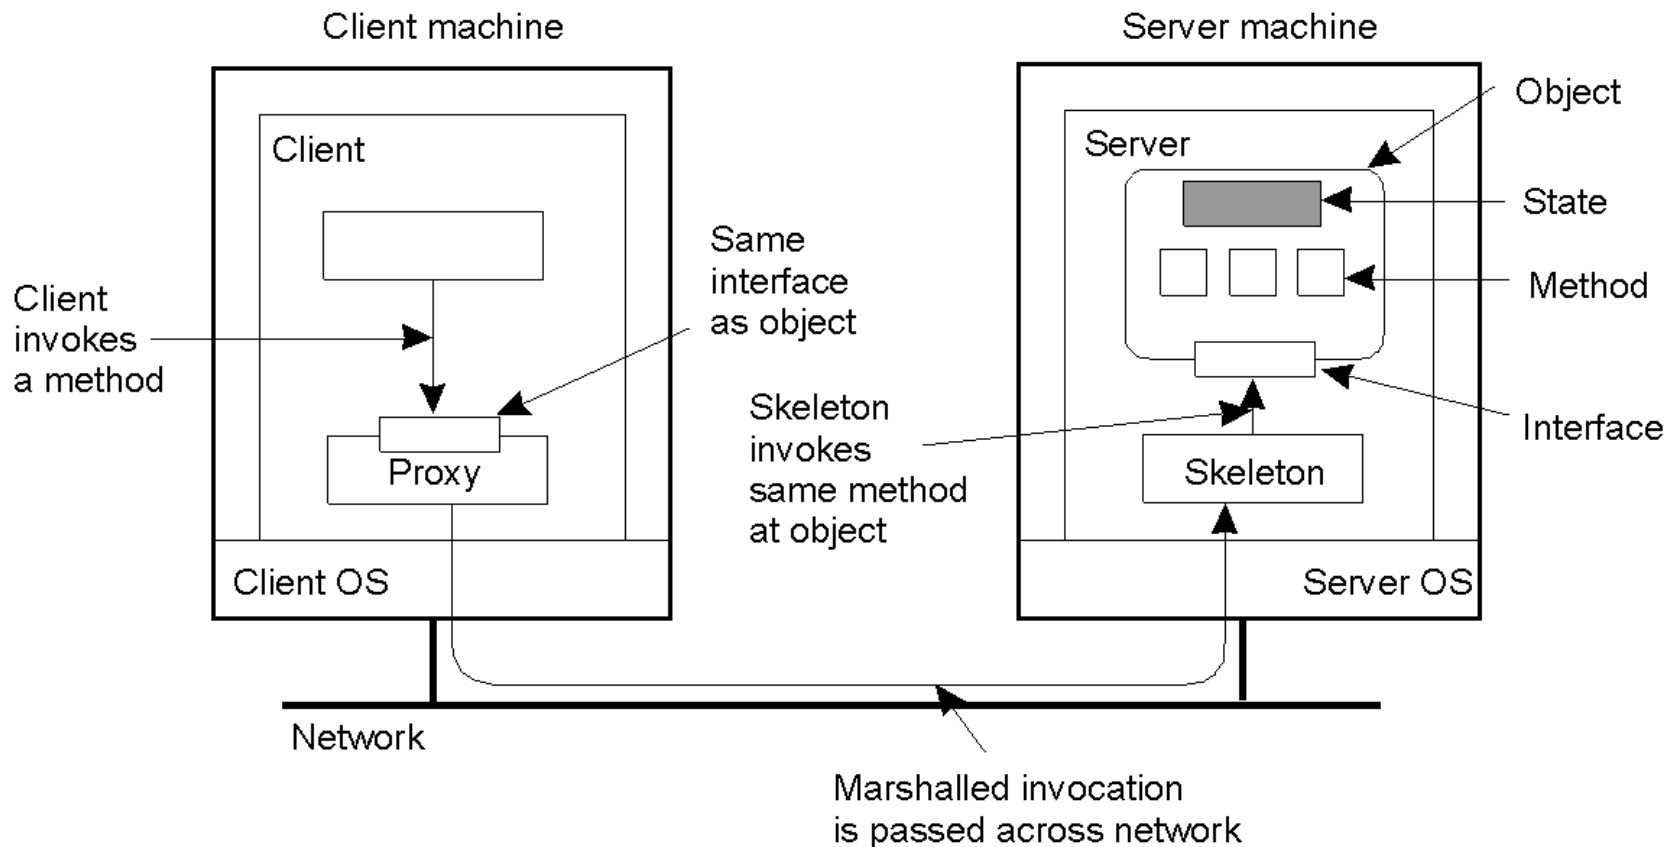 Client machine
Server machine
Client
Server
Object
State
Method
Interface
Same
interface
as object
Client
invokes
a method
Skeleton
invokes
same method
at object
Proxy
Skeleton
Client OS
Server OS
Network
Marshalled invocation
is passed across network